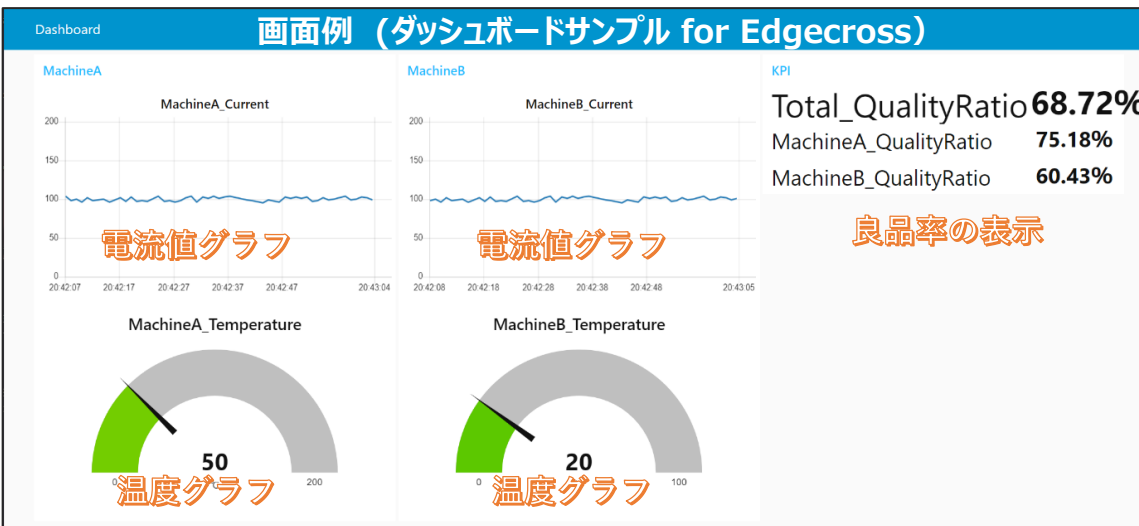 Dashboard
画面例 (ダッシュボードサンプル for Edgecross）
MachineA
MachineA_Current
200
150
100
50
0
20:42:07 20:42:17 20:42:27 20:42:37 20:42:47 20:43:04
電流値グラフ
MachineA_Temperature
50
0 200
温度グラフ
MachineB
MachineB_Current
200
150
100
50
0
20:42:08 20:42:18 20:42:28 20:42:38 20:42:48 20:43:05
電流値グラフ
MachineB_Temperature
20
0 100
温度グラフ
KPI
Total_QualityRatio 68.72%
MachineA_QualityRatio 75.18%
MachineB_QualityRatio 60.43%
良品率の表示